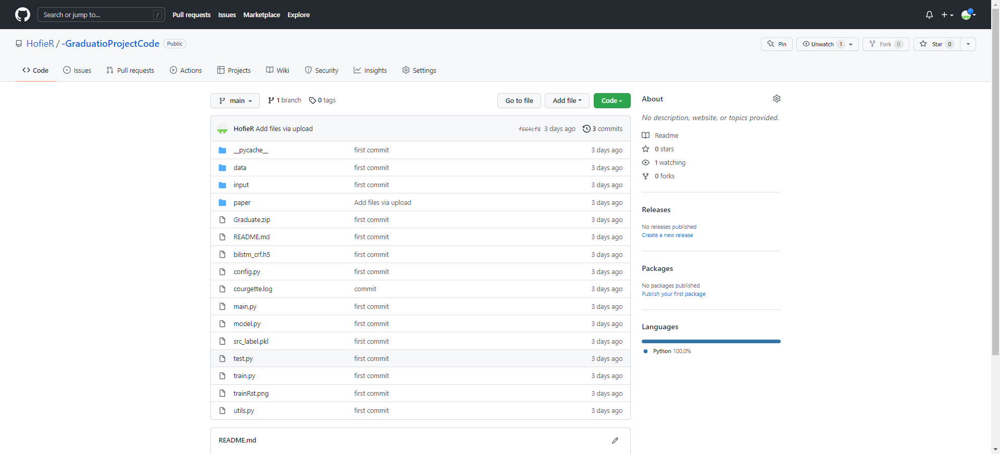 Search or jump to... /
Pull requests Issues Marketplace Explore
HofieR / -GraduatioProjectCode Public
Pin Unwatch 1 Fork 0 Star 0
Code Issues Pull requests Actions Projects Wiki Security Insights Settings
main 1 branch 0 tags Go to file Add file Code
HofieR Add files via upload f664cf8 3 days ago 3 commits
__pycache__ first commit 3 days ago
data first commit 3 days ago
input first commit 3 days ago
paper Add files via upload 3 days ago
Graduate.zip first commit 3 days ago
README.md first commit 3 days ago
bilstm_crf.h5 first commit 3 days ago
config.py first commit 3 days ago
courgette.log commit 3 days ago
main.py first commit 3 days ago
model.py first commit 3 days ago
src_label.pkl first commit 3 days ago
test.py first commit 3 days ago
train.py first commit 3 days ago
trainRst.png first commit 3 days ago
utils.py first commit 3 days ago
README.md
About
No description, website, or topics provided.
Readme
0 stars
1 watching
0 forks
Releases
No releases published
Create a new release
Packages
No packages published
Publish your first package
Languages
Python 100.0%